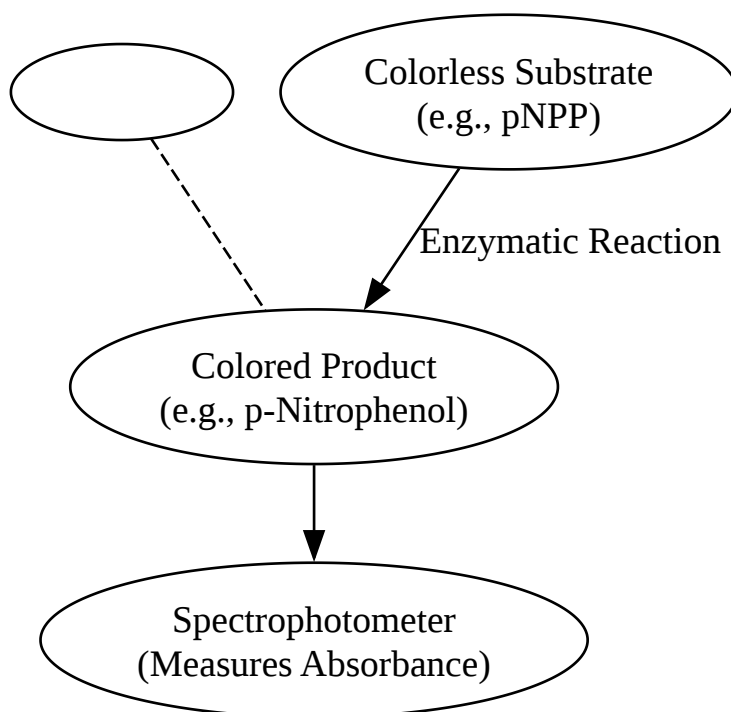 Colorless Substrate
(e.g., pNPP)
Enzymatic Reaction
Colored Product
(e.g., p-Nitrophenol)
Spectrophotometer
(Measures Absorbance)